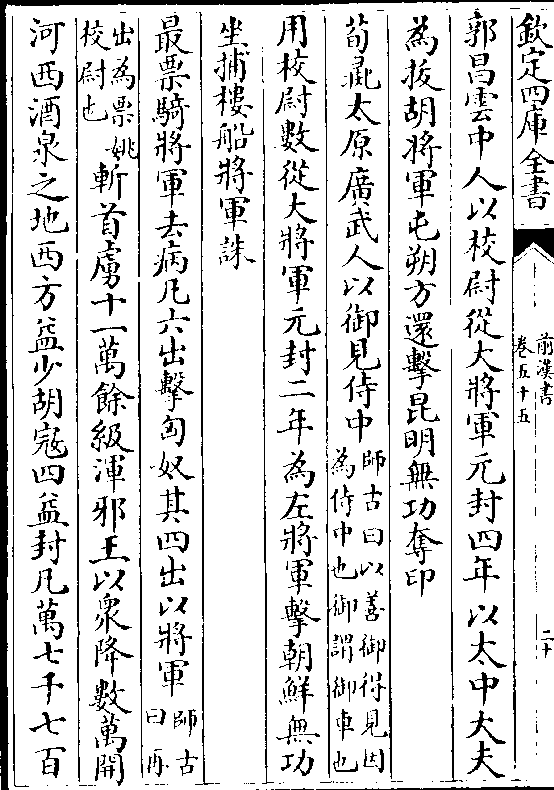 欽定四庫全書
前漢書
卷五十五
二十
郭昌雲中人以校尉從大將軍元封四年以太中大夫
為拔胡將軍屯朔方還擊昆明無功奪印
荀彘太原廣武人以御見侍中師古曰以善御得見因為侍中也御謂御車也
用校尉數從大將軍元封二年為左將軍擊朝鮮無功
坐捕樓船將軍誅
最票騎將軍去病凡六出擊匈奴其四出以將軍師古曰再
出為票姚校尉也斬首虜十一萬餘級渾邪王以衆降數萬開
河西酒泉之地西方益少胡寇四益封凡萬七千七百